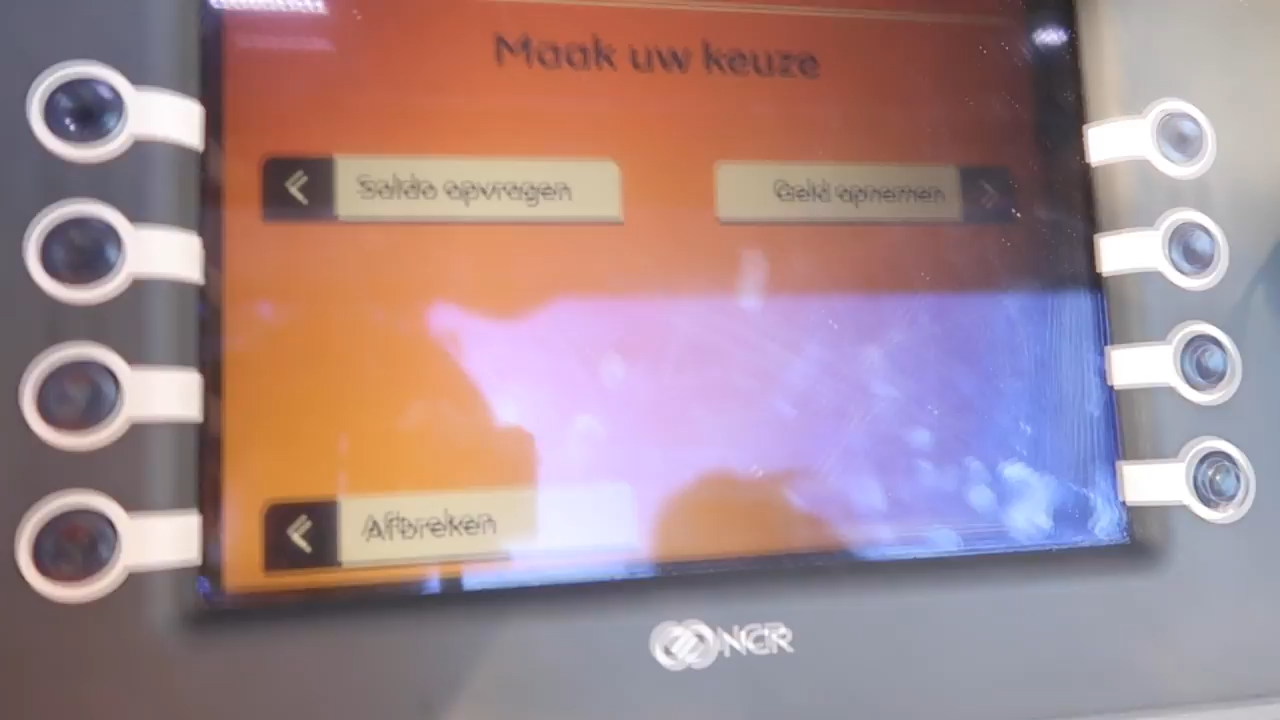 Maak uw keuze
Saldo opvragen
Geld opnemen
Afbreken
NCR